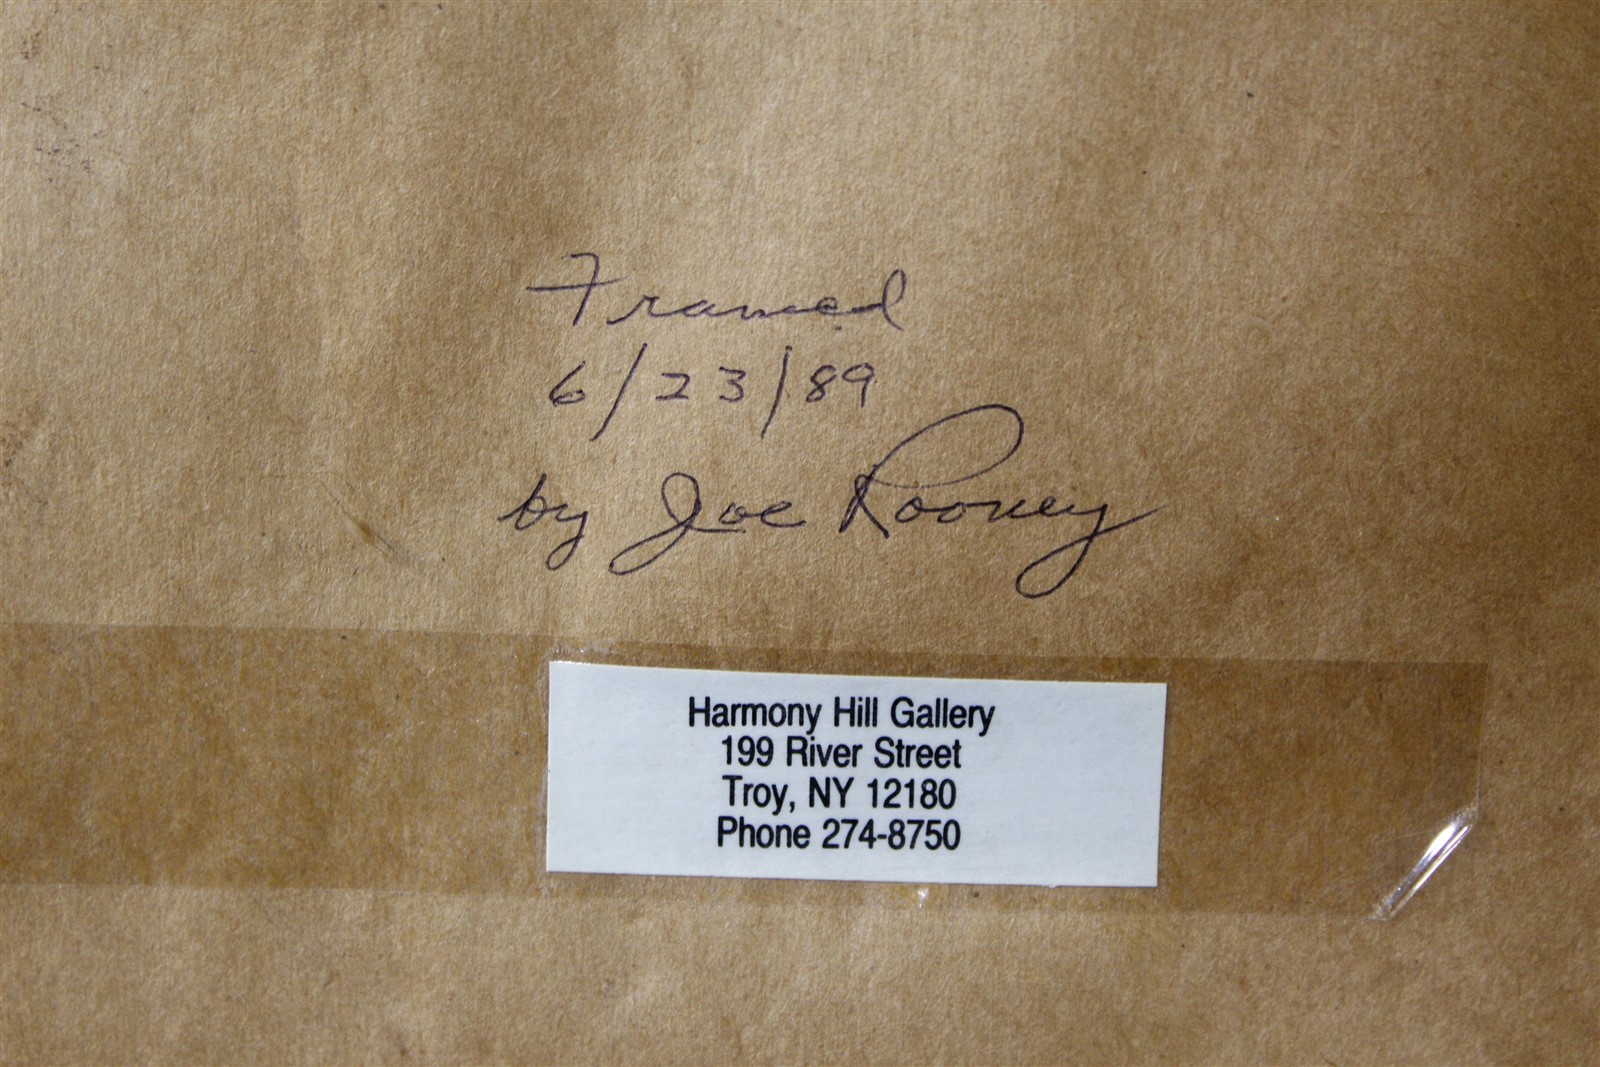 Framed
6/23/89
by Joe Rooney
Harmony Hill Gallery
199 River Street
Troy, NY 12180
Phone 274-8750